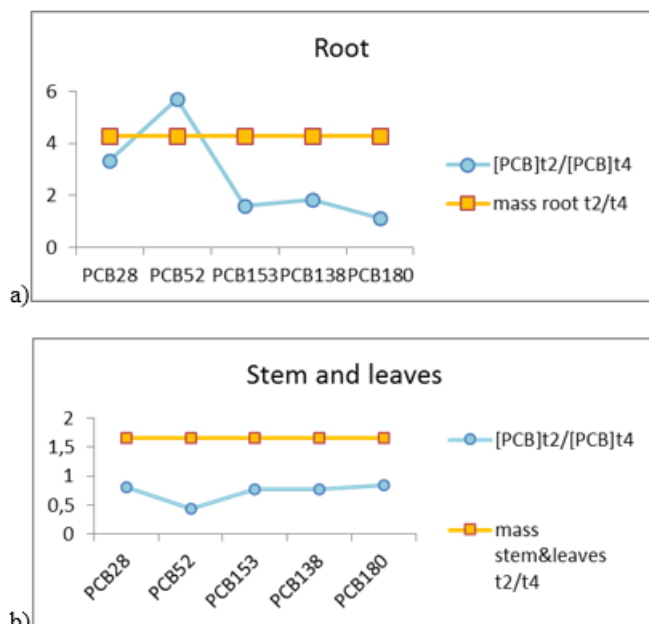 Root
6
4
2
0
PCB28 PCB52 PCB153 PCB138 PCB180
[PCB]t2/[PCB]t4
mass root t2/t4
a)
Stem and leaves
2
1,5
1
0,5
0
PCB28 PCB52 PCB153 PCB138 PCB180
[PCB]t2/[PCB]t4
mass
stem&leaves
t2/t4
b)